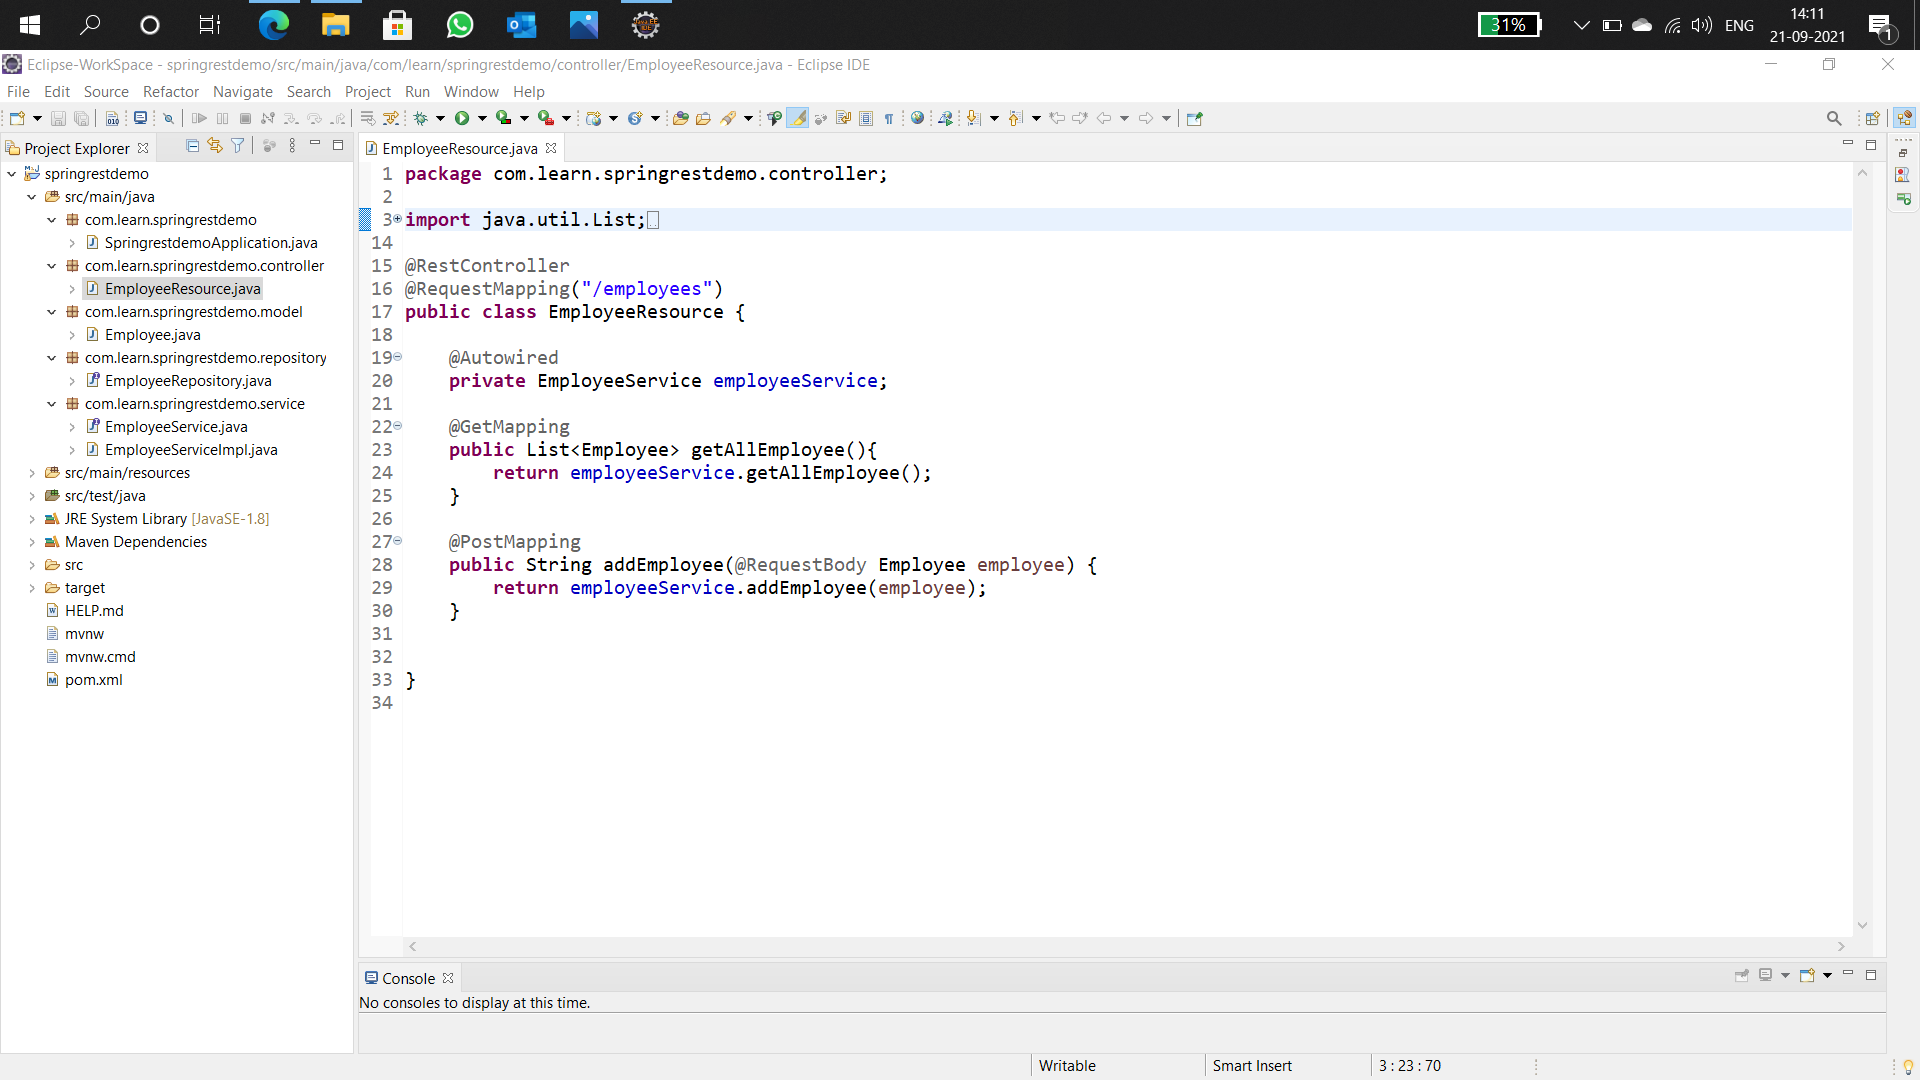 31%
ENG
14:11
21-09-2021
1
Eclipse-WorkSpace - springrestdemo/src/main/java/com/learn/springrestdemo/controller/EmployeeResource.java - Eclipse IDE
File Edit Source Refactor Navigate Search Project Run Window Help
Project Explorer
springrestdemo
src/main/java
com.learn.springrestdemo
SpringrestdemoApplication.java
com.learn.springrestdemo.controller
EmployeeResource.java
com.learn.springrestdemo.model
Employee.java
com.learn.springrestdemo.repository
EmployeeRepository.java
com.learn.springrestdemo.service
EmployeeService.java
EmployeeServiceImpl.java
src/main/resources
src/test/java
JRE System Library [JavaSE-1.8]
Maven Dependencies
src
target
HELP.md
mvnw
mvnw.cmd
pom.xml
EmployeeResource.java
1 package com.learn.springrestdemo.controller;
2
3 import java.util.List;
14
15 @RestController
16 @RequestMapping("/employees")
17 public class EmployeeResource {
18
19 @Autowired
20 private EmployeeService employeeService;
21
22 @GetMapping
23 public List<Employee> getAllEmployee(){
24 return employeeService.getAllEmployee();
25 }
26
27 @PostMapping
28 public String addEmployee(@RequestBody Employee employee) {
29 return employeeService.addEmployee(employee);
30 }
31
32
33 }
34
Console
No consoles to display at this time.
Writable
Smart Insert
3 : 23 : 70